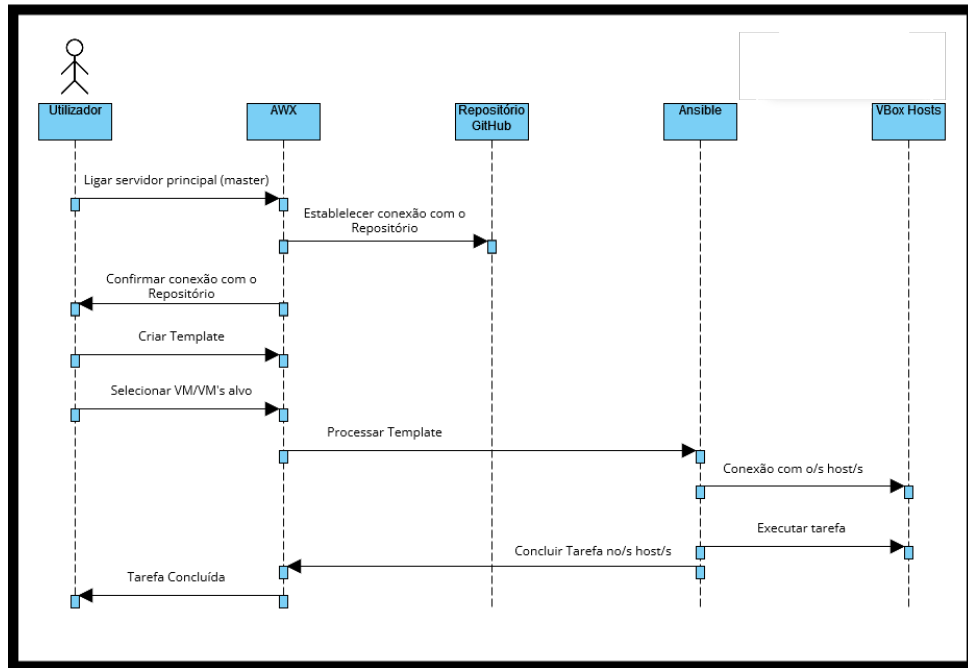 Utilizador
AWX
Repositório
GitHub
Ansible
VBox Hosts
Ligar servidor principal (master)
Establelecer conexão com o
Repositório
Confirmar conexão com o
Repositório
Criar Template
Selecionar VM/VM's alvo
Processar Template
Conexão com o/s host/s
Executar tarefa
Concluir Tarefa no/s host/s
Tarefa Concluída